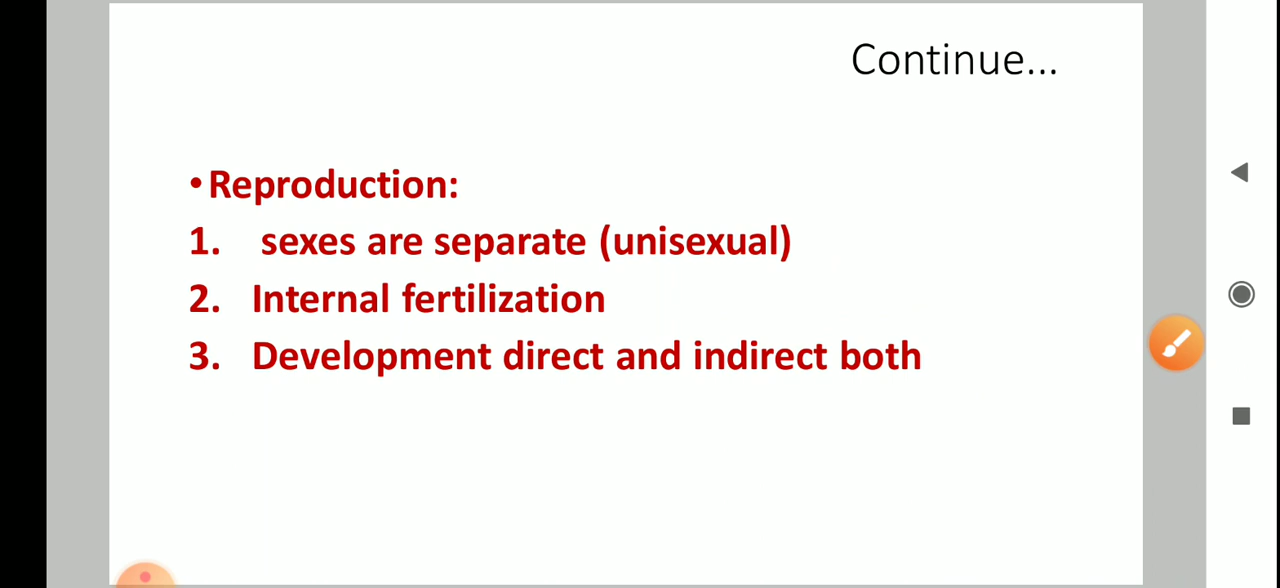 Continue...
•Reproduction:
1. sexes are separate (unisexual)
2. Internal fertilization
3. Development direct and indirect both